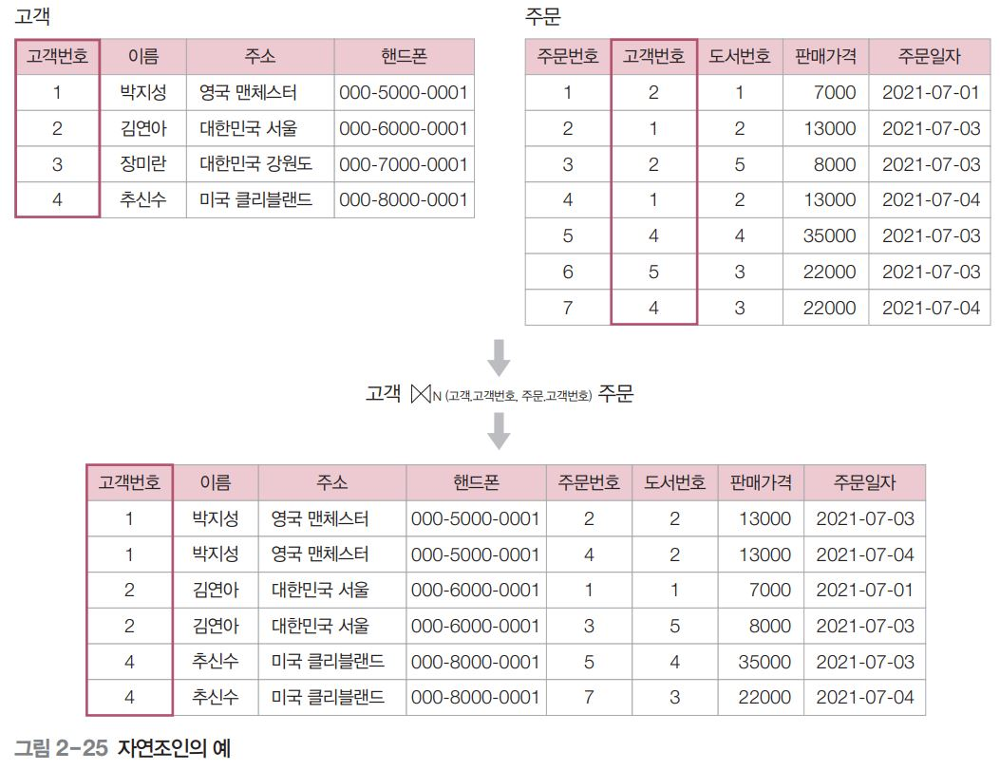 고객
고객번호 이름 주소 핸드폰
1 박지성 영국 맨체스터 000-5000-0001
2 김연아 대한민국 서울 000-6000-0001
3 장미란 대한민국 강원도 000-7000-0001
4 추신수 미국 클리블랜드 000-8000-0001
주문
주문번호 고객번호 도서번호 판매가격 주문일자
1 2 1 7000 2021-07-01
2 1 2 13000 2021-07-03
3 2 5 8000 2021-07-03
4 1 2 13000 2021-07-04
5 4 4 35000 2021-07-03
6 5 3 22000 2021-07-03
7 4 3 22000 2021-07-04
고객 ⋈N (고객.고객번호, 주문.고객번호) 주문
고객번호 이름 주소 핸드폰 주문번호 도서번호 판매가격 주문일자
1 박지성 영국 맨체스터 000-5000-0001 2 2 13000 2021-07-03
1 박지성 영국 맨체스터 000-5000-0001 4 2 13000 2021-07-04
2 김연아 대한민국 서울 000-6000-0001 1 1 7000 2021-07-01
2 김연아 대한민국 서울 000-6000-0001 3 5 8000 2021-07-03
4 추신수 미국 클리블랜드 000-8000-0001 5 4 35000 2021-07-03
4 추신수 미국 클리블랜드 000-8000-0001 7 3 22000 2021-07-04
그림 2-25 자연조인의 예